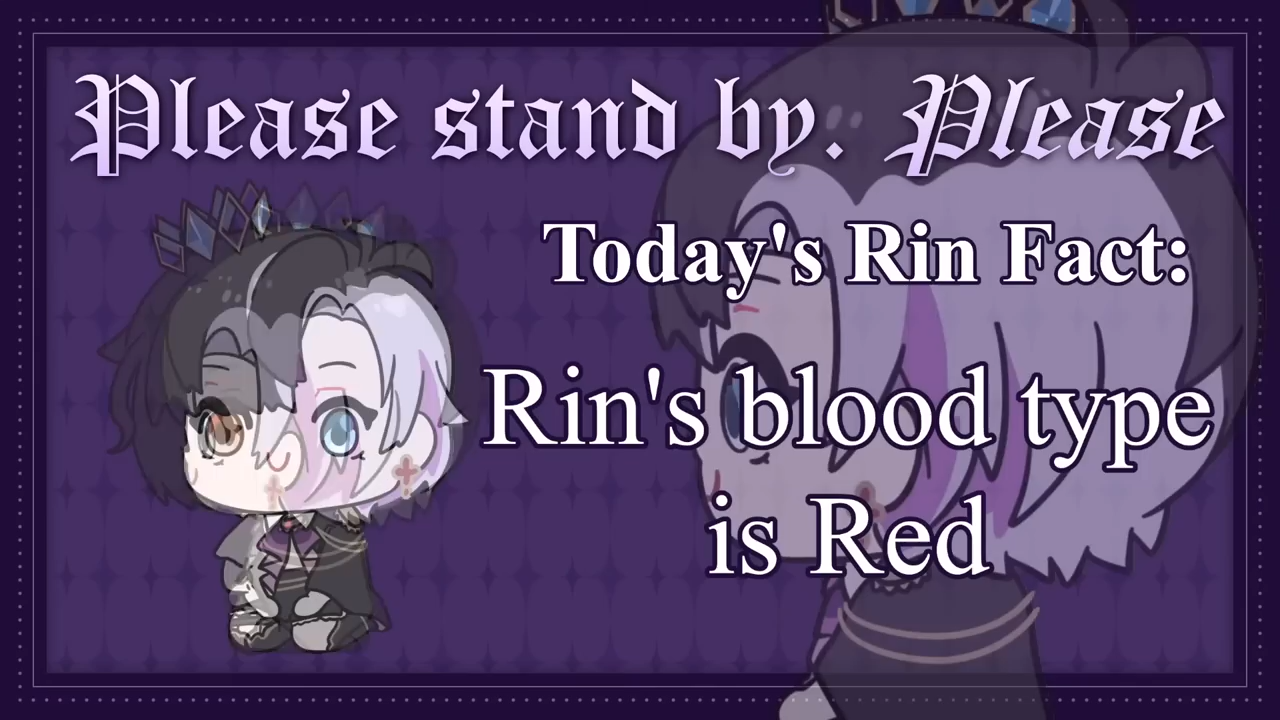 Please stand by. Please
Today's Rin Fact:
Rin's blood type
is Red